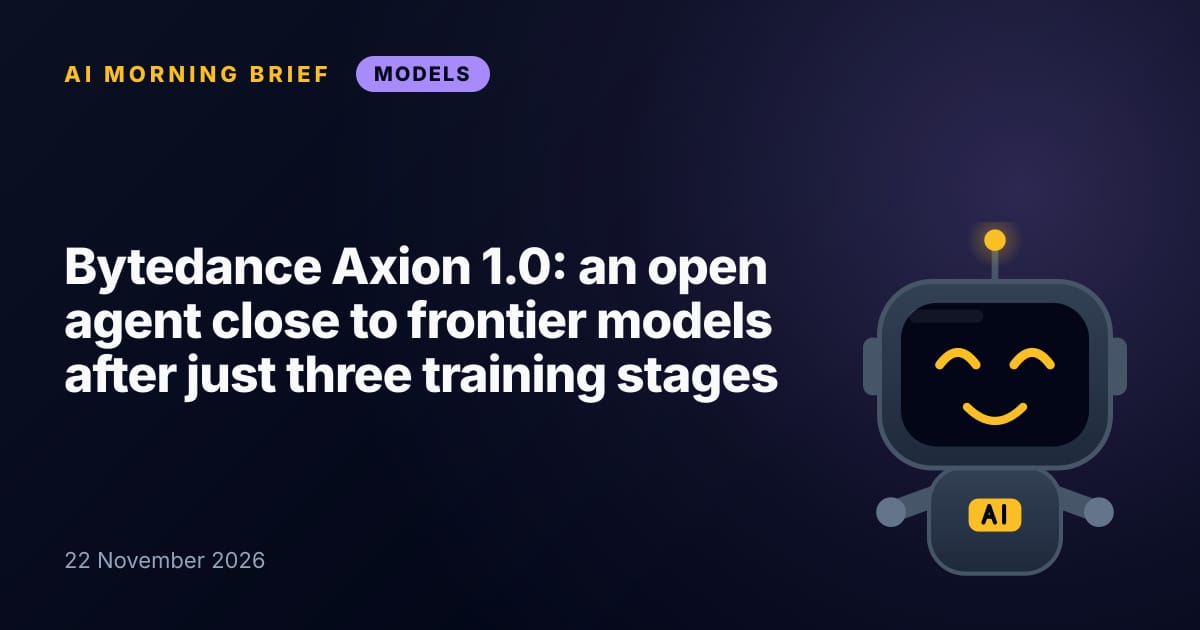 AI MORNING BRIEF MODELS
Bytedance Axion 1.0: an open
agent close to frontier models
after just three training stages
AI
22 November 2026